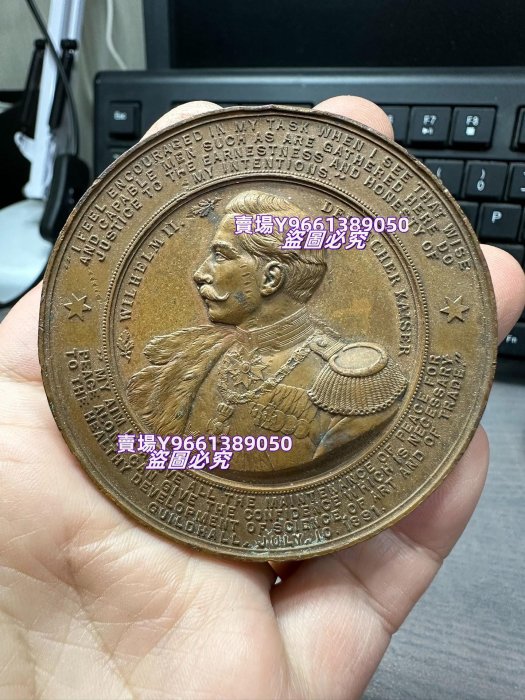 "I FEEL ENCOURAGED IN MY TASK WHEN I SEE THAT WISE
AND CAPABLE MEN SUCH AS ARE GATHERED HERE DO
JUSTICE TO THE EARNESTNESS AND HONESTY OF
MY INTENTIONS."
WILHELM II. KAISER
"MY AIM IS ABOVE ALL THE MAINTENANCE OF PEACE, FOR
PEACE ALONE CAN GIVE THE CONFIDENCE WHICH IS NECESSARY
TO THE HEALTHY DEVELOPMENT OF SCIENCE OF ART AND OF TRADE."
GUILDHALL. JULY. 10. 1891.
賣場Y9661389050
盜圖必究
賣場Y9661389050
盜圖必究
Esc
F7
F8
P